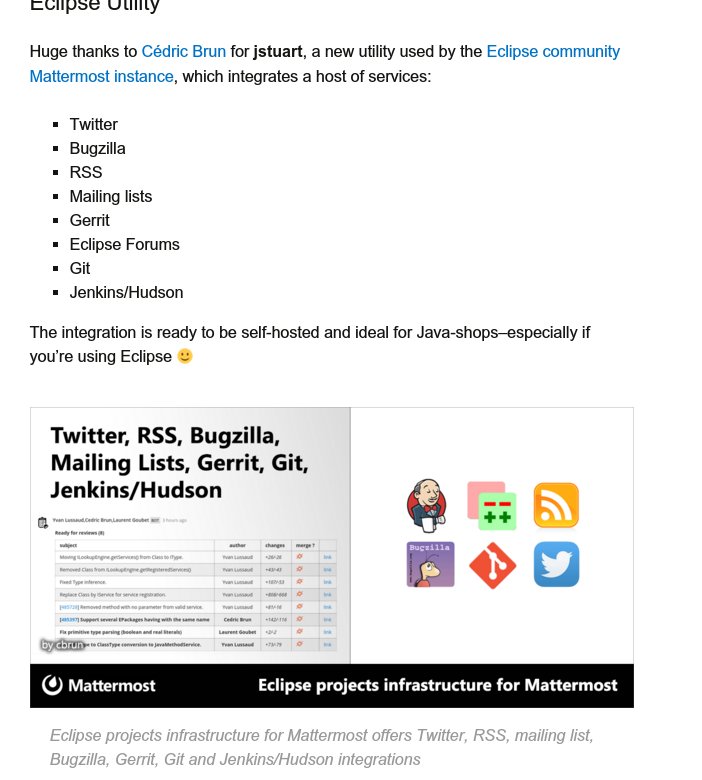 Eclipse Utility
Huge thanks to Cédric Brun for jstuart, a new utility used by the Eclipse community
Mattermost instance, which integrates a host of services:
Twitter
Bugzilla
RSS
Mailing lists
Gerrit
Eclipse Forums
Git
Jenkins/Hudson
The integration is ready to be self-hosted and ideal for Java-shops–especially if
you’re using Eclipse 🙂
Twitter, RSS, Bugzilla,
Mailing Lists, Gerrit, Git,
Jenkins/Hudson
Yvan Lussaud,Cedric Brun,Laurent Goubet BOT 3 hours ago
Ready for reviews (8)
subject author changes merge ?
Moving ILookupEngine.getServices() from Class to IType. Yvan Lussaud +26/-26 link
Removed Class from ILookupEngine.getRegisteredServices() Yvan Lussaud +43/-43 link
Fixed Type inference. Yvan Lussaud +107/-53 link
Replace Class by IService for service registration. Yvan Lussaud +808/-668 link
[485728] Removed method with no parameter from valid service. Yvan Lussaud +81/-16 link
[485397] Support several EPackages having with the same name Cedric Brun +142/-116 link
Fix primitive type parsing (boolean and real literals) Laurent Goubet +2/-2 link
by cbrun to ClassType conversion to JavaMethodService. Yvan Lussaud +73/-79 link
Bugzilla
Mattermost Eclipse projects infrastructure for Mattermost
Eclipse projects infrastructure for Mattermost offers Twitter, RSS, mailing list,
Bugzilla, Gerrit, Git and Jenkins/Hudson integrations